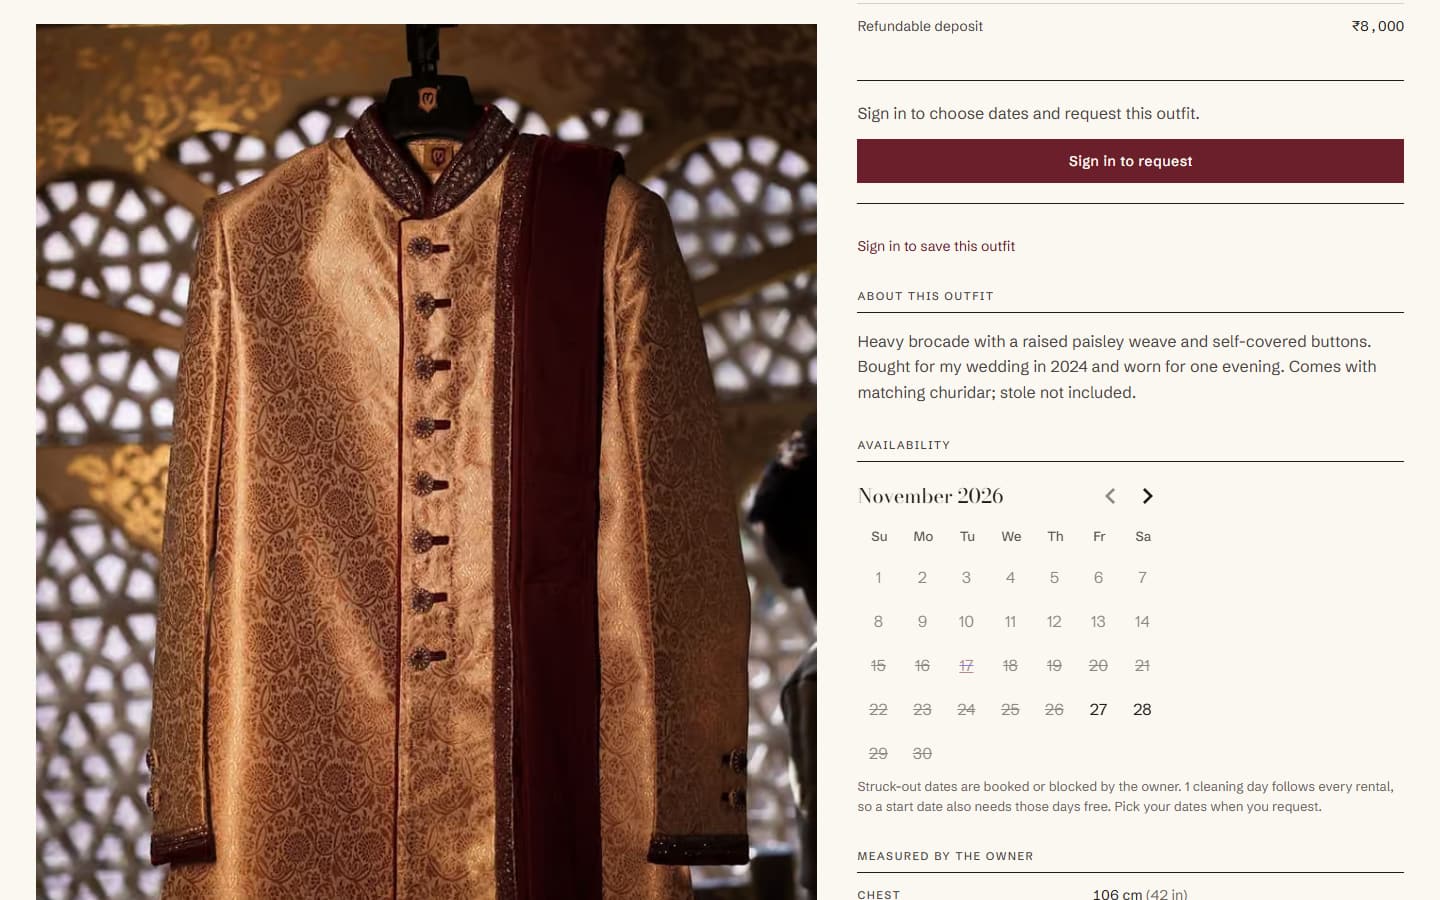 Refundable deposit ₹8,000
Sign in to choose dates and request this outfit.
Sign in to request
Sign in to save this outfit
ABOUT THIS OUTFIT
Heavy brocade with a raised paisley weave and self-covered buttons.
Bought for my wedding in 2024 and worn for one evening. Comes with
matching churidar; stole not included.
AVAILABILITY
November 2026
Su Mo Tu We Th Fr Sa
1 2 3 4 5 6 7
8 9 10 11 12 13 14
15 16 17 18 19 20 21
22 23 24 25 26 27 28
29 30
Struck-out dates are booked or blocked by the owner. 1 cleaning day follows every rental,
so a start date also needs those days free. Pick your dates when you request.
MEASURED BY THE OWNER
CHEST 106 cm (42 in)